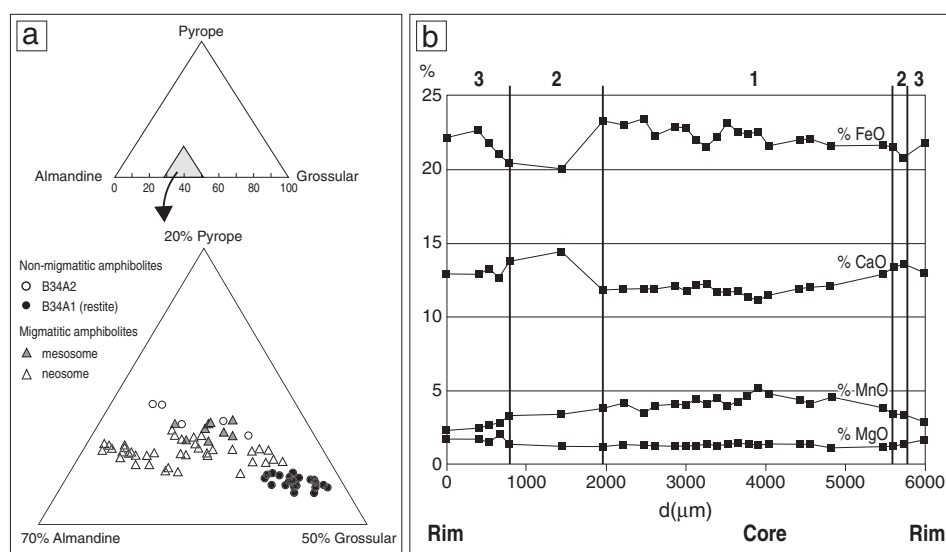 a
Pyrope
Almandine
Grossular
0 20 40 60 80 100
20% Pyrope
Non-migmatitic amphibolites
B34A2
B34A1 (restite)
Migmatitic amphibolites
mesosome
neosome
70% Almandine
50% Grossular
b
%
3 2 1 2 3
25
20
15
10
5
0
% FeO
% CaO
% MnO
% MgO
0 1000 2000 3000 4000 5000 6000
d(μm)
Rim Core Rim